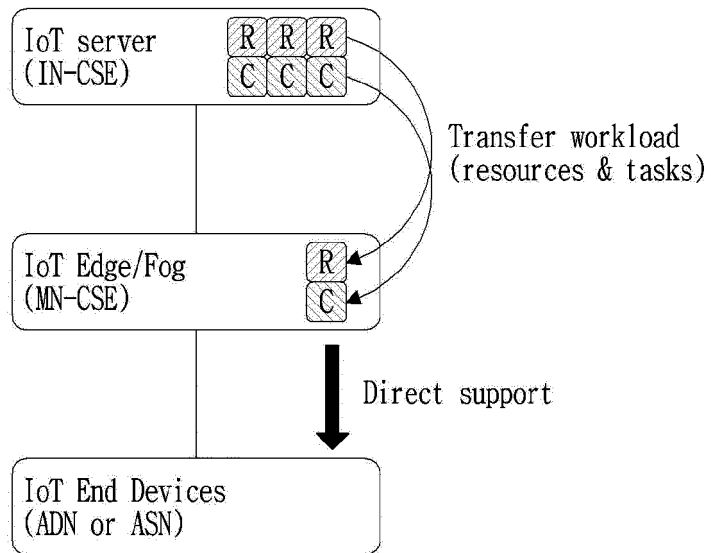 IoT server
(IN-CSE)
R R R
C C C
Transfer workload
(resources & tasks)
IoT Edge/Fog
(MN-CSE)
R
C
Direct support
IoT End Devices
(ADN or ASN)